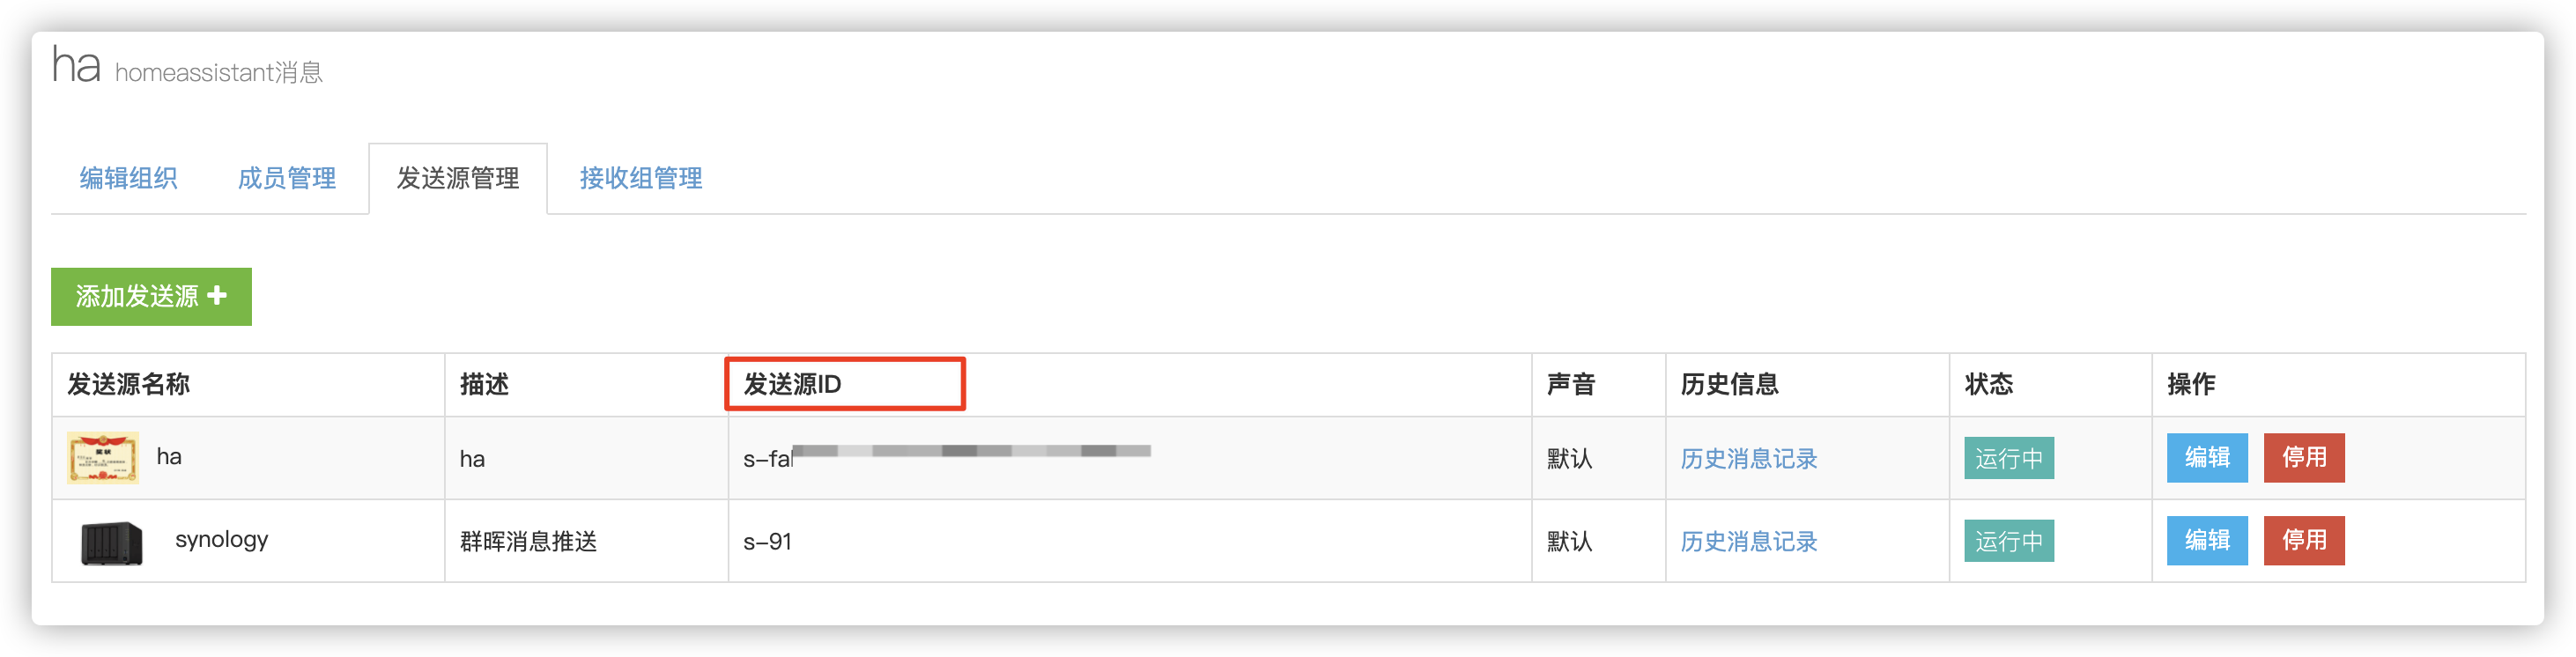 ha homeassistant消息
编辑组织 成员管理 发送源管理 接收组管理
添加发送源
发送源名称 描述 发送源ID 声音 历史信息 状态 操作
ha ha s-fa 默认 历史消息记录 运行中 编辑 停用
synology 群晖消息推送 s-91 默认 历史消息记录 运行中 编辑 停用